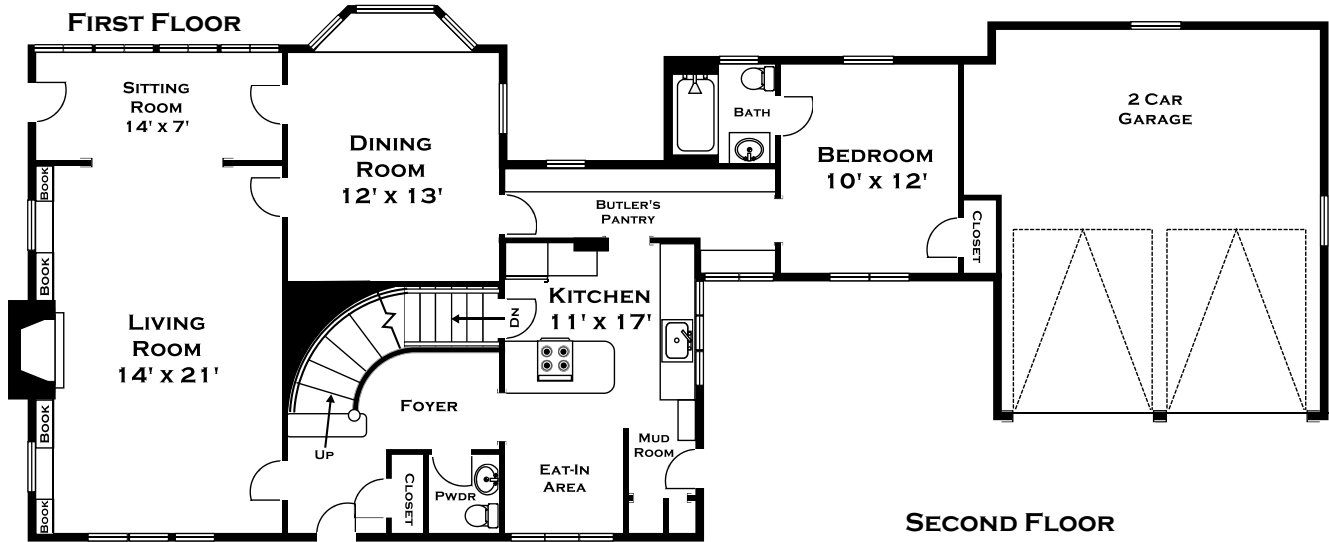 FIRST FLOOR
SITTING
ROOM
14' X 7'
DINING
ROOM
12' X 13'
BATH
BEDROOM
10' X 12'
2 CAR
GARAGE
BUTLER'S
PANTRY
CLOSET
BOOK
BOOK
LIVING
ROOM
14' X 21'
KITCHEN
11' X 17'
DN
FOYER
UP
BOOK
BOOK
MUD
ROOM
EAT-IN
AREA
PWDR
CLOSET
SECOND FLOOR